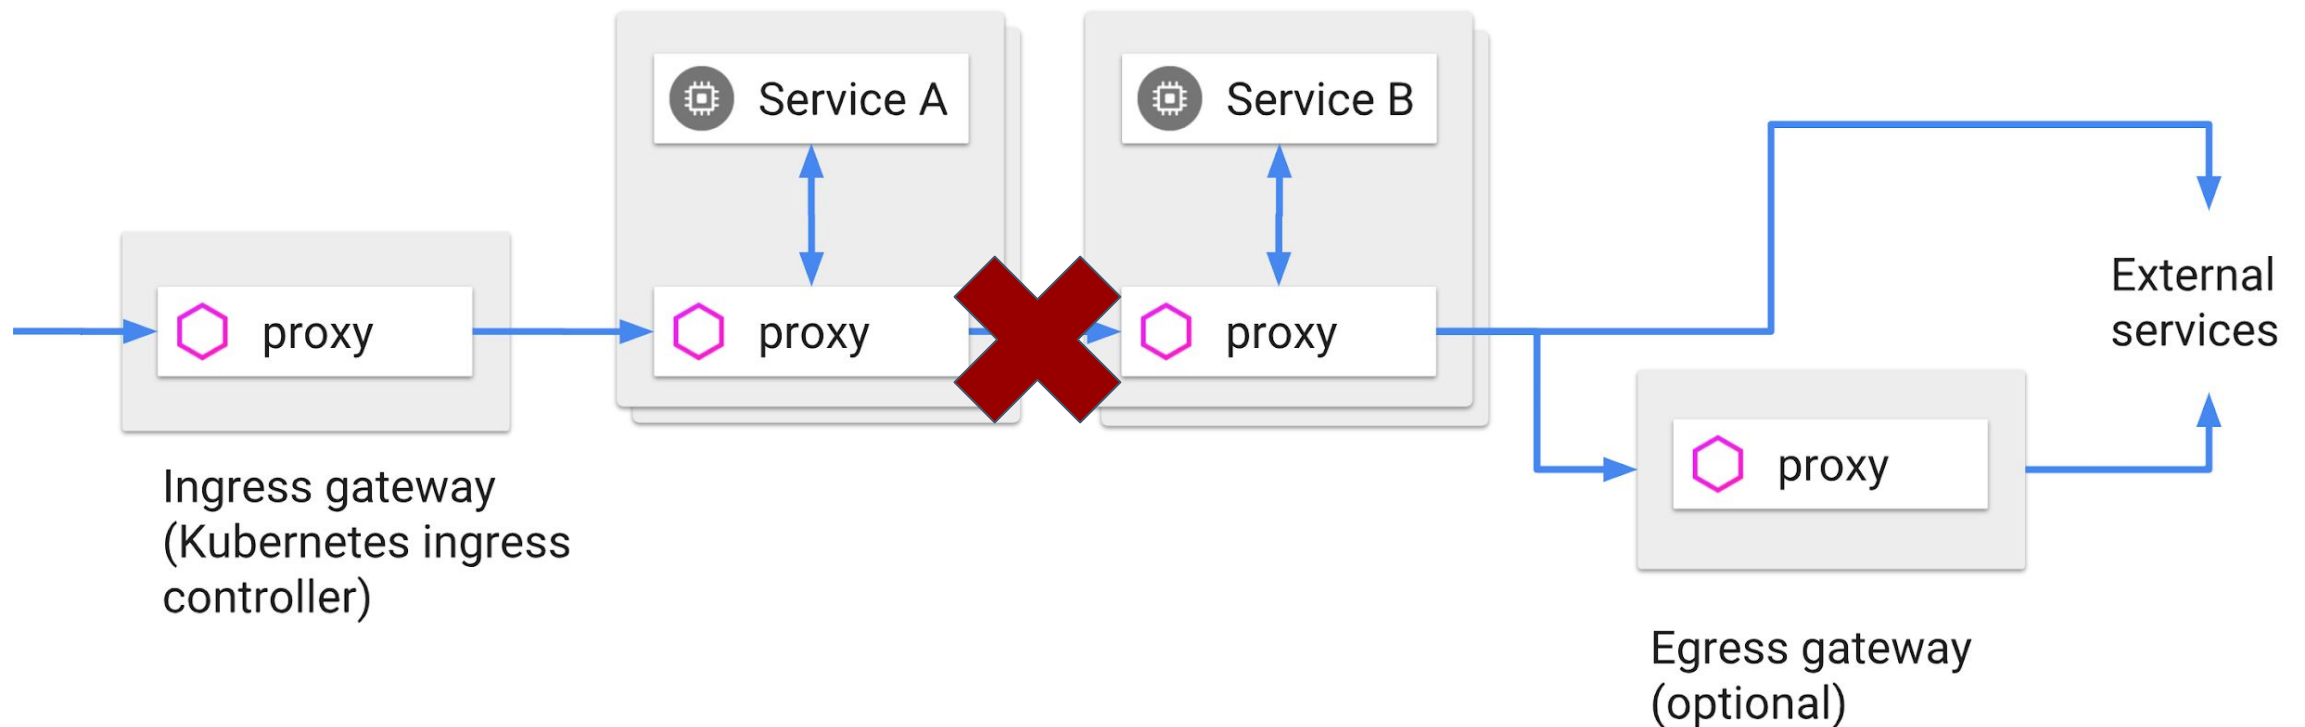 Service A
Service B
proxy
proxy
proxy
External
services
proxy
Ingress gateway
(Kubernetes ingress
controller)
Egress gateway
(optional)